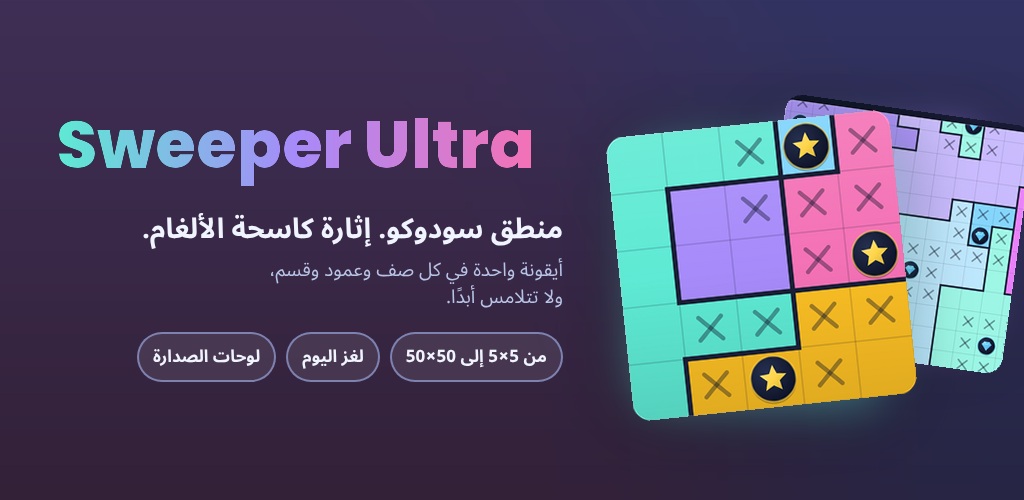 Sweeper Ultra
منطق سودوكو. إثارة كاسحة الألغام.
أيقونة واحدة في كل صف وعمود وقسم،
ولا تتلامس أبدًا.
من 5×5 إلى 50×50
لغز اليوم
لوحات الصدارة